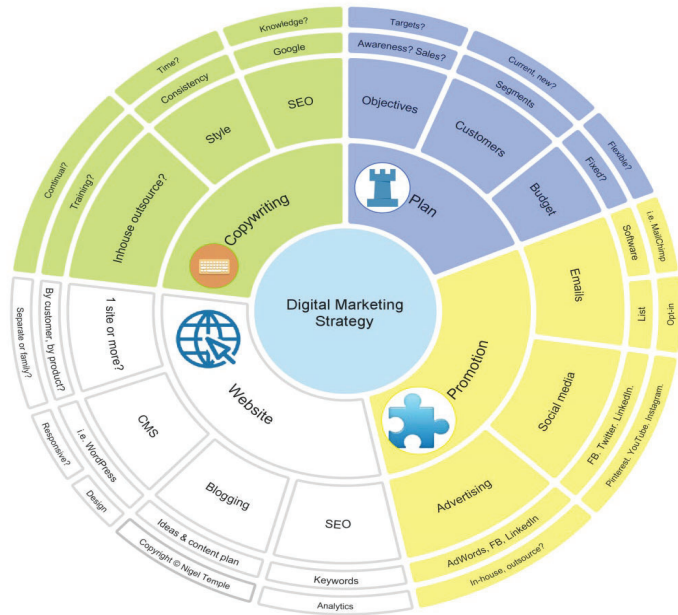 Digital Marketing
Strategy
Plan
Objectives
Awareness? Sales?
Targets?
Customers
Segments
Current, new?
Budget
Fixed?
Flexible?
Promotion
Emails
Software
i.e. MailChimp
List
Opt-in
Social media
FB. Twitter. LinkedIn.
Pinterest. YouTube. Instagram.
Advertising
AdWords, FB, LinkedIn
In-house, outsource?
Website
SEO
Keywords
Analytics
Blogging
Ideas & content plan
Copyright © Nigel Temple
CMS
i.e. WordPress
Design
Responsive?
1 site or more?
By customer, by product?
Separate or family?
Copywriting
Inhouse outsource?
Training?
Continual?
Style
Consistency
Time?
SEO
Google
Knowledge?